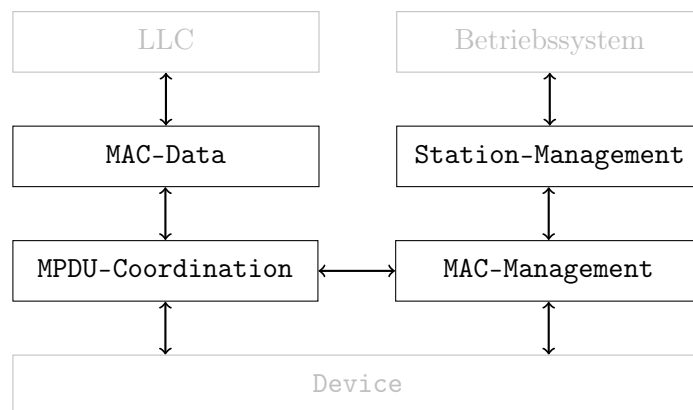 LLC
Betriebssystem
MAC-Data
Station-Management
MPDU-Coordination
MAC-Management
Device